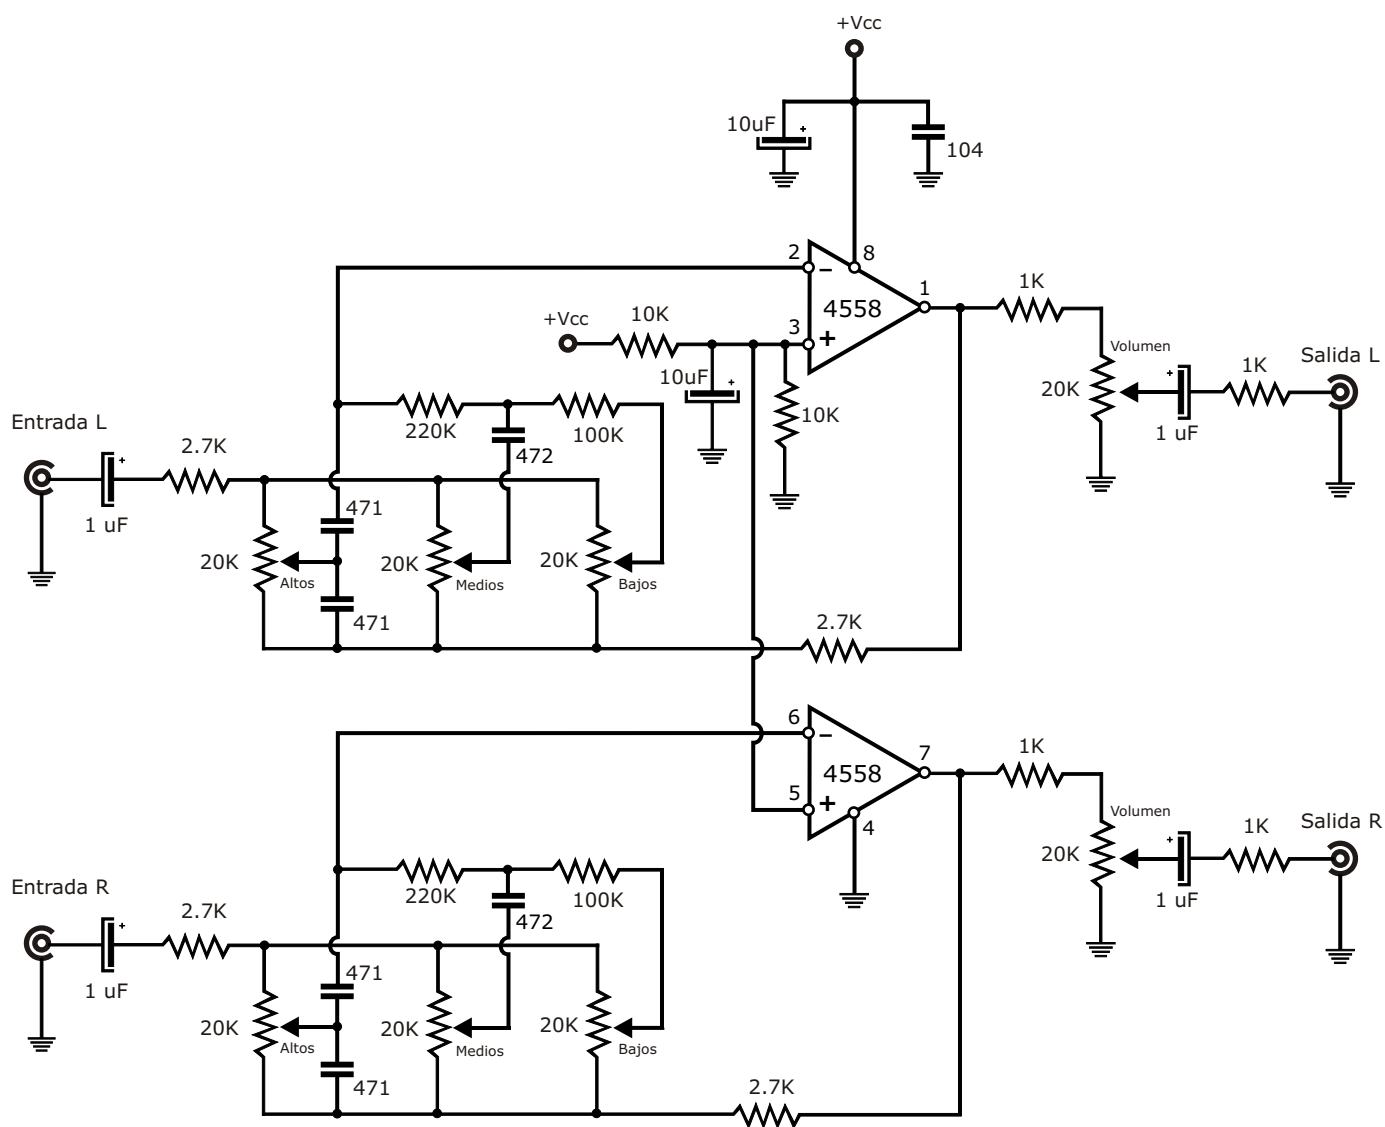 +Vcc
10uF
+
104
2
8
−
4558
1
1K
+Vcc
10K
3
+
Volumen
Salida L
10uF
+
20K
+
1K
10K
1 uF
Entrada L
220K
100K
2.7K
472
+
1 uF
471
20K
20K
20K
Altos
Medios
Bajos
471
2.7K
6
−
7
1K
4558
5
+
4
Volumen
Salida R
20K
+
1K
1 uF
Entrada R
220K
100K
2.7K
472
+
1 uF
471
20K
20K
20K
Altos
Medios
Bajos
471
2.7K